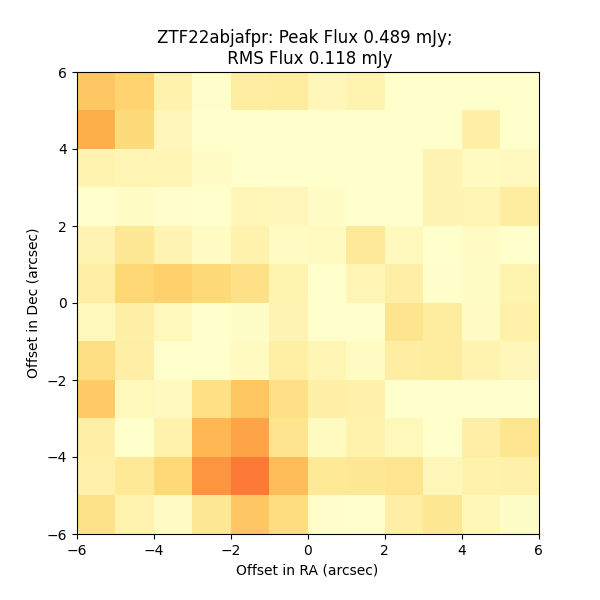 ZTF22abjafpr: Peak Flux 0.489 mJy;
RMS Flux 0.118 mJy
6
4
2
0
−2
−4
−6
Offset in Dec (arcsec)
−6 −4 −2 0 2 4 6
Offset in RA (arcsec)